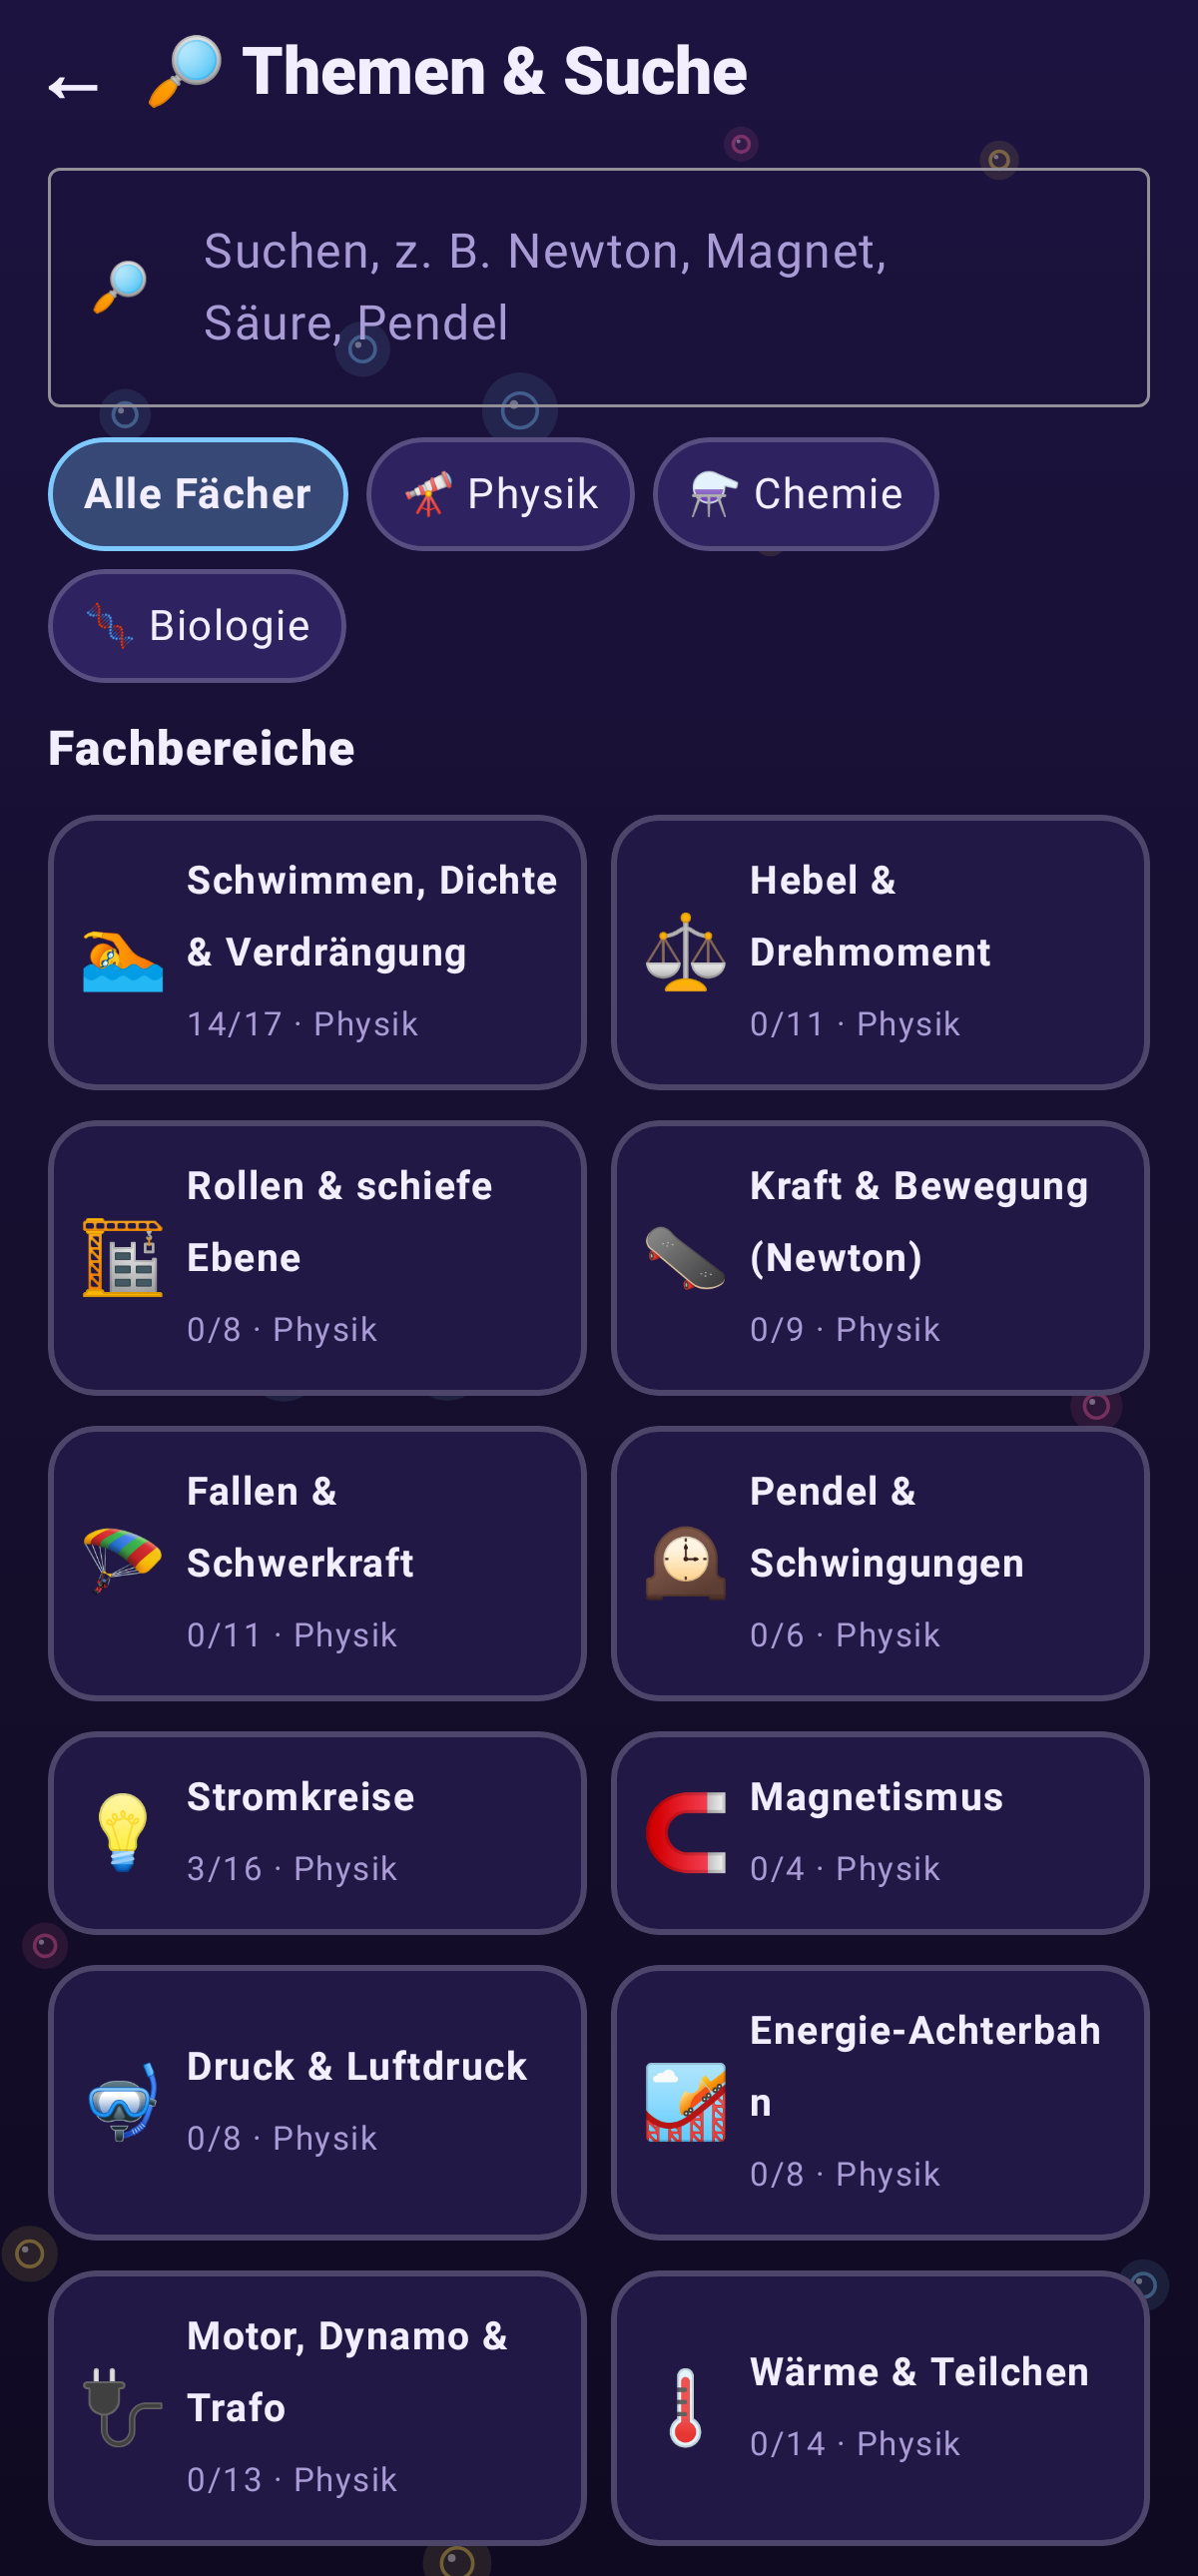 ← 🔎 Themen & Suche
Suchen, z. B. Newton, Magnet,
Säure, Pendel
Alle Fächer
Physik
Chemie
Biologie
Fachbereiche
Schwimmen, Dichte
& Verdrängung
14/17 · Physik
Hebel &
Drehmoment
0/11 · Physik
Rollen & schiefe
Ebene
0/8 · Physik
Kraft & Bewegung
(Newton)
0/9 · Physik
Fallen &
Schwerkraft
0/11 · Physik
Pendel &
Schwingungen
0/6 · Physik
Stromkreise
3/16 · Physik
Magnetismus
0/4 · Physik
Druck & Luftdruck
0/8 · Physik
Energie-Achterbah
n
0/8 · Physik
Motor, Dynamo &
Trafo
0/13 · Physik
Wärme & Teilchen
0/14 · Physik